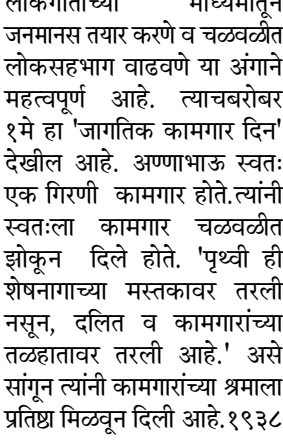 लोकगीतांच्या माध्यमातून
जनमानस तयार करणे व चळवळीत
लोकसहभाग वाढवणे या अंगाने
महत्वपूर्ण आहे. त्याचबरोबर
१मे हा 'जागतिक कामगार दिन'
देखील आहे. अण्णाभाऊ स्वतः
एक गिरणी कामगार होते.त्यांनी
स्वतःला कामगार चळवळीत
झोकून दिले होते. 'पृथ्वी ही
शेषनागाच्या मस्तकावर तरली
नसून, दलित व कामगारांच्या
तळहातावर तरली आहे.' असे
सांगून त्यांनी कामगारांच्या श्रमाला
प्रतिष्ठा मिळवून दिली आहे.१९३८